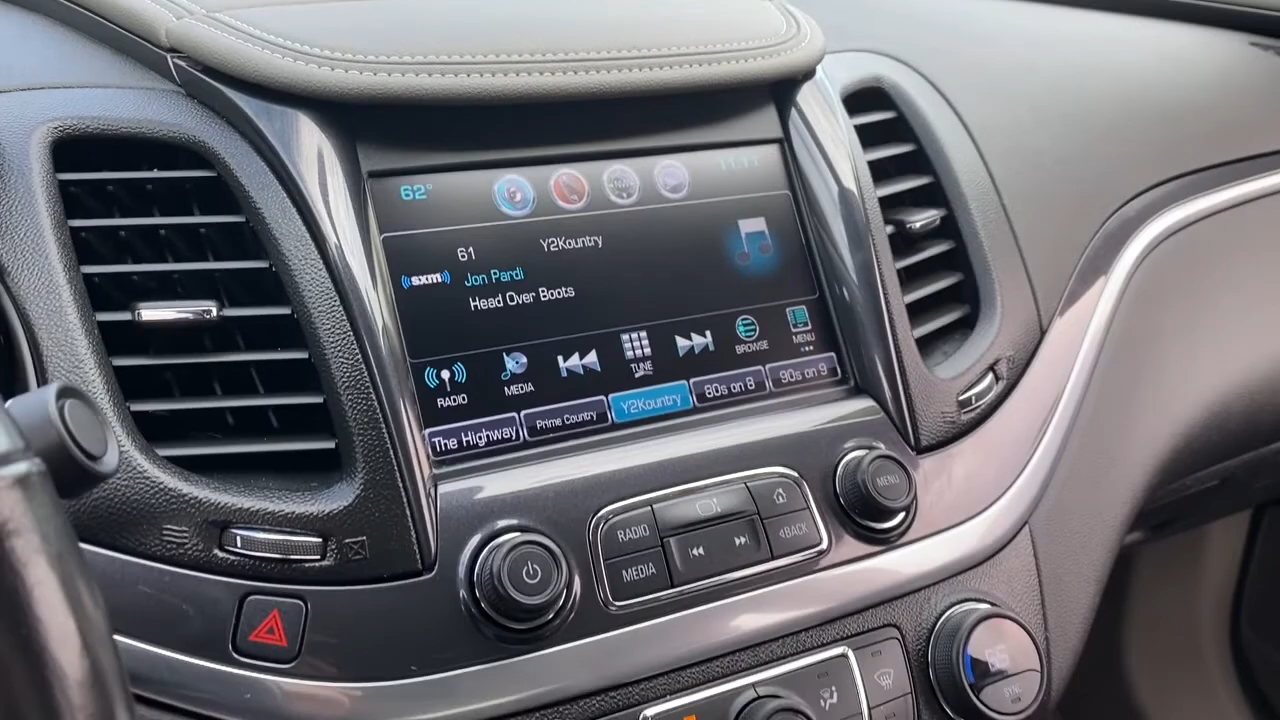 62°
61
Y2Kountry
sxm
Jon Pardi
Head Over Boots
RADIO
MEDIA
TUNE
BROWSE
MENU
The Highway
Prime Country
Y2Kountry
80s on 8
90s on 9
MENU
RADIO
MEDIA
BACK
SYNC